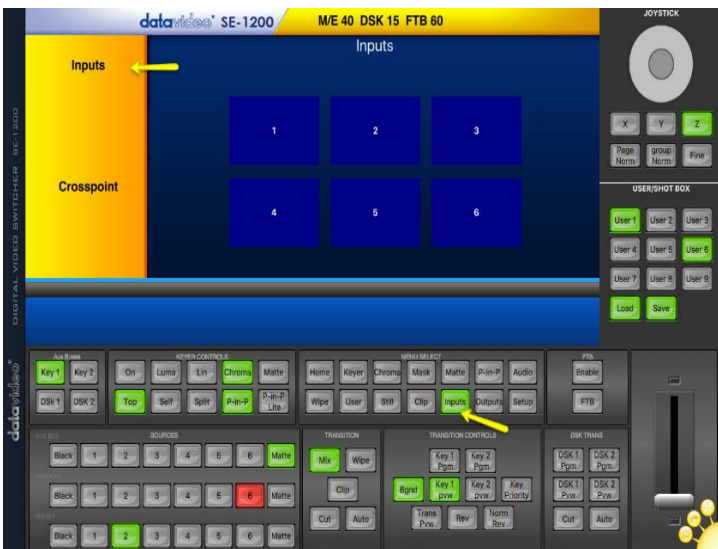 datavideo SE-1200
M/E 40 DSK 15 FTB 60
JOYSTICK
Inputs
Inputs
1
2
3
Crosspoint
4
5
6
X
Y
Z
Page Norm
group Norm
Fine
USER/SHOT BOX
User 1
User 2
User 3
User 4
User 5
User 6
User 7
User 8
User 9
Load
Save
DIGITAL VIDEO SWITCHER SE-1200
datavideo
Aux Buses
Key 1
Key 2
DSk 1
DSK 2
KEYER CONTROLS
On
Luma
Lin
Chroma
Matte
Top
Self
Split
P-in-P
P-in-P Lite
MENU SELECT
Home
Keyer
Chroma
Mask
Matte
P-in-P
Audio
Wipe
User
Still
Clip
Inputs
Outputs
Setup
FTB
Enable
FTB
AUX BUS
SOURCES
Black
1
2
3
4
5
6
Matte
PROGRAM
Black
1
2
3
4
5
6
Matte
PRESET
Black
1
2
3
4
5
6
Matte
TRANSITION
Mix
Wipe
Clip
Cut
Auto
TRANSITION CONTROLS
Key 1 Pgm
Key 2 Pgm
Bgnd
Key 1 pvw
Key 2 pvw
Key Priority
Trans Pvw
Rev
Norm Rev
DSK TRANS
DSK 1 Pgm
DSK 2 Pgm
DSK 1 Pvw
DSK 2 Pvw
Cut
Auto